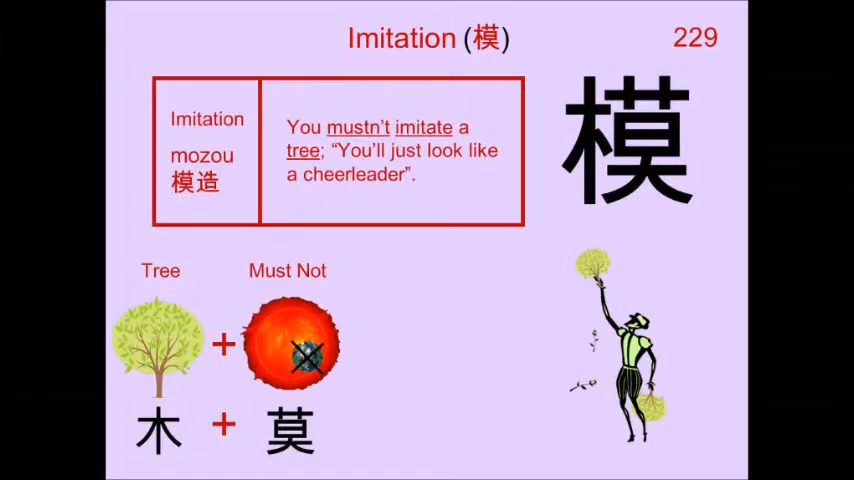 Imitation (模)
229
Imitation
mozou
模造
You mustn't imitate a
tree; “You'll just look like
a cheerleader”.
模
Tree
Must Not
+
木 + 莫